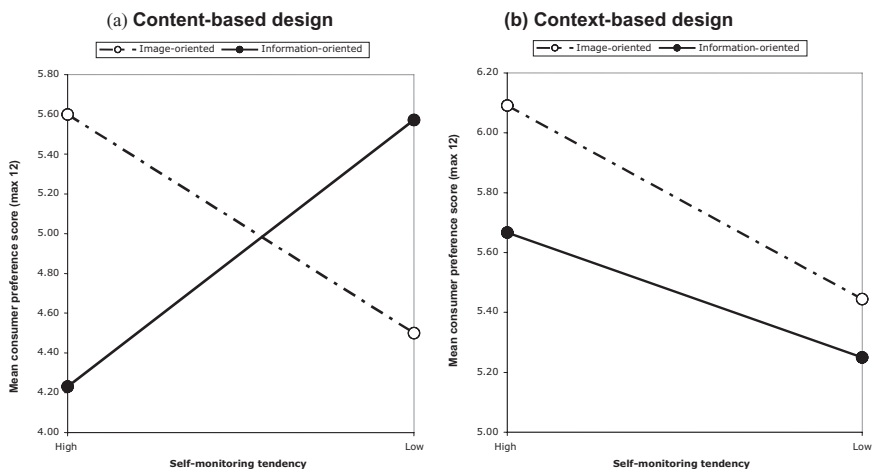 (a) Content-based design
Image-oriented Information-oriented
Mean consumer preference score (max 12)
5.80
5.60
5.40
5.20
5.00
4.80
4.60
4.40
4.20
4.00
High Low
Self-monitoring tendency
(b) Context-based design
Image-oriented Information-oriented
Mean consumer preference score (max 12)
6.20
6.00
5.80
5.60
5.40
5.20
5.00
High Low
Self-monitoring tendency